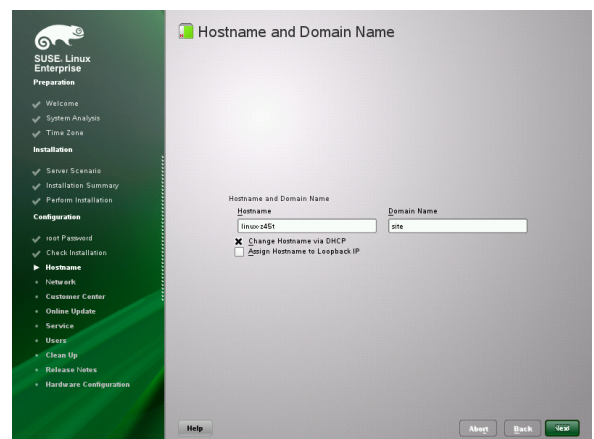 SUSE. Linux
Enterprise
Preparation
Welcome
System Analysis
Time Zone
Installation
Server Scenario
Installation Summary
Perform Installation
Configuration
root Password
Check Installation
Hostname
Network
Customer Center
Online Update
Service
Users
Clean Up
Release Notes
Hardware Configuration
Hostname and Domain Name
Hostname and Domain Name
Hostname
Domain Name
linux-z45t
site
Change Hostname via DHCP
Assign Hostname to Loopback IP
Help
Abort
Back
Next